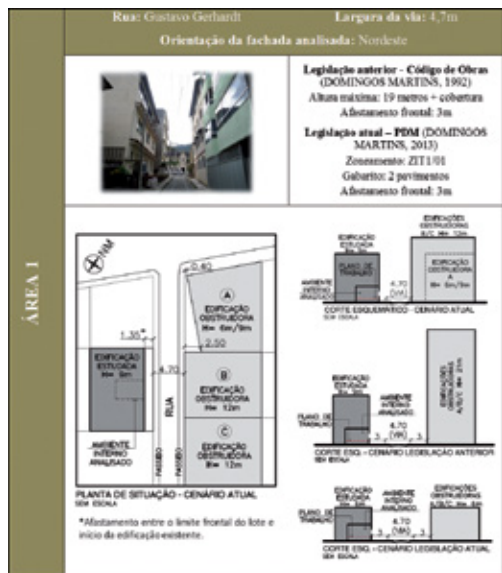 Rua: Gustavo Gerhardt
Largura da via: 4,7m
Orientação da fachada analisada: Nordeste
ÁREA 1
Legislação anterior - Código de Obras
(DOMINGOS MARTINS, 1992)
Altura máxima: 19 metros + cobertura
Afastamento frontal: 3m
Legislação atual – PDM (DOMINGOS
MARTINS, 2013)
Zoneamento: ZIT1/01
Gabarito: 2 pavimentos
Afastamento frontal: 3m
NM
0.40
A
EDIFICAÇÃO
OBSTRUIDORA
H= 6m/9m
1.35*
2.50
EDIFICAÇÃO
ESTUDADA
H= 9m
4.70
B
EDIFICAÇÃO
OBSTRUIDORA
H= 12m
RUA
AMBIENTE
INTERNO
ANALISADO
PASSEIO
PASSEIO
C
EDIFICAÇÃO
OBSTRUIDORA
H= 12m
PLANTA DE SITUAÇÃO - CENÁRIO ATUAL
SEM ESCALA
*Afastamento entre o limite frontal do lote e
início da edificação existente.
EDIFICAÇÃO
ESTUDADA
H= 9m
EDIFICAÇÕES
OBSTRUIDORAS
B/C H= 12m
PLANO DE
TRABALHO
EDIFICAÇÃO
OBSTRUIDORA
A
H= 6m/9m
AMBIENTE
INTERNO
ANALISADO
4.70
(VIA)
CORTE ESQUEMÁTICO - CENÁRIO ATUAL
SEM ESCALA
EDIFICAÇÃO
ESTUDADA
EDIFICAÇÕES
OBSTRUIDORAS
A/B/C H= 21m
AMBIENTE
INTERNO
ANALISADO
PLANO DE
TRABALHO
4.70
(VIA)
3
3
CORTE ESQ. - CENÁRIO LEGISLAÇÃO ANTERIOR
SEM ESCALA
EDIFICAÇÃO
ESTUDADA
AMBIENTE
INTERNO
ANALISADO
EDIFICAÇÕES
OBSTRUIDORAS
PLANO DE
TRABALHO
4.70
(VIA)
3
3
CORTE ESQ. - CENÁRIO LEGISLAÇÃO ATUAL
SEM ESCALA